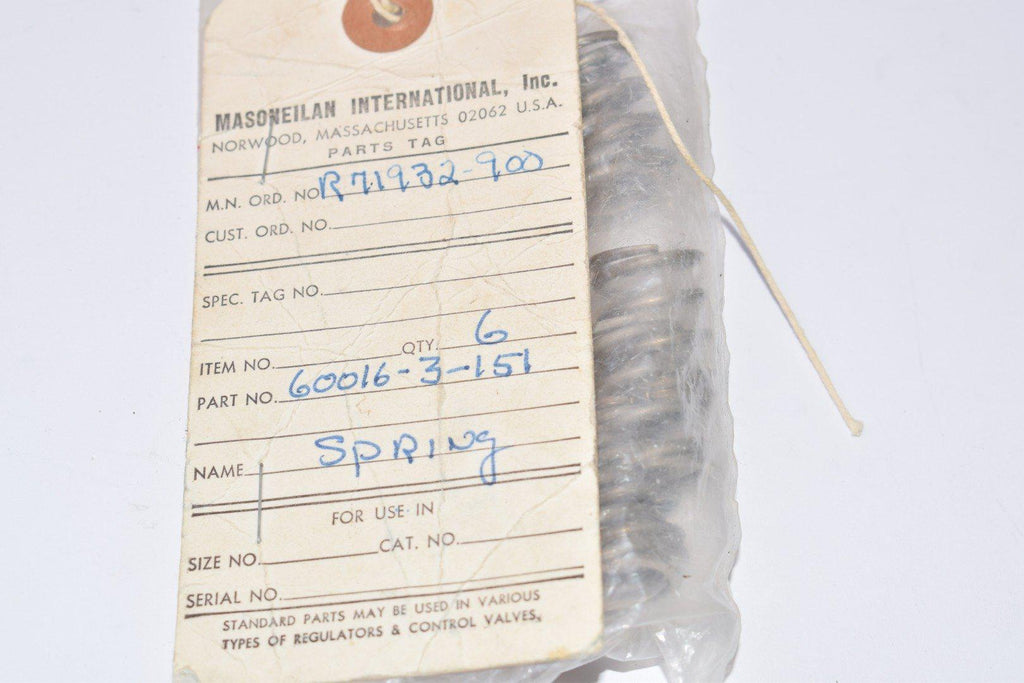 MASONEILAN INTERNATIONAL, Inc.
NORWOOD, MASSACHUSETTS 02062 U.S.A.
PARTS TAG
M.N. ORD. NO. R71932-900
CUST. ORD. NO.
SPEC. TAG NO.
ITEM NO. QTY. 6
PART NO. 60016-3-151
NAME SPRINg
FOR USE IN
SIZE NO. CAT. NO.
SERIAL NO.
STANDARD PARTS MAY BE USED IN VARIOUS
TYPES OF REGULATORS & CONTROL VALVES.